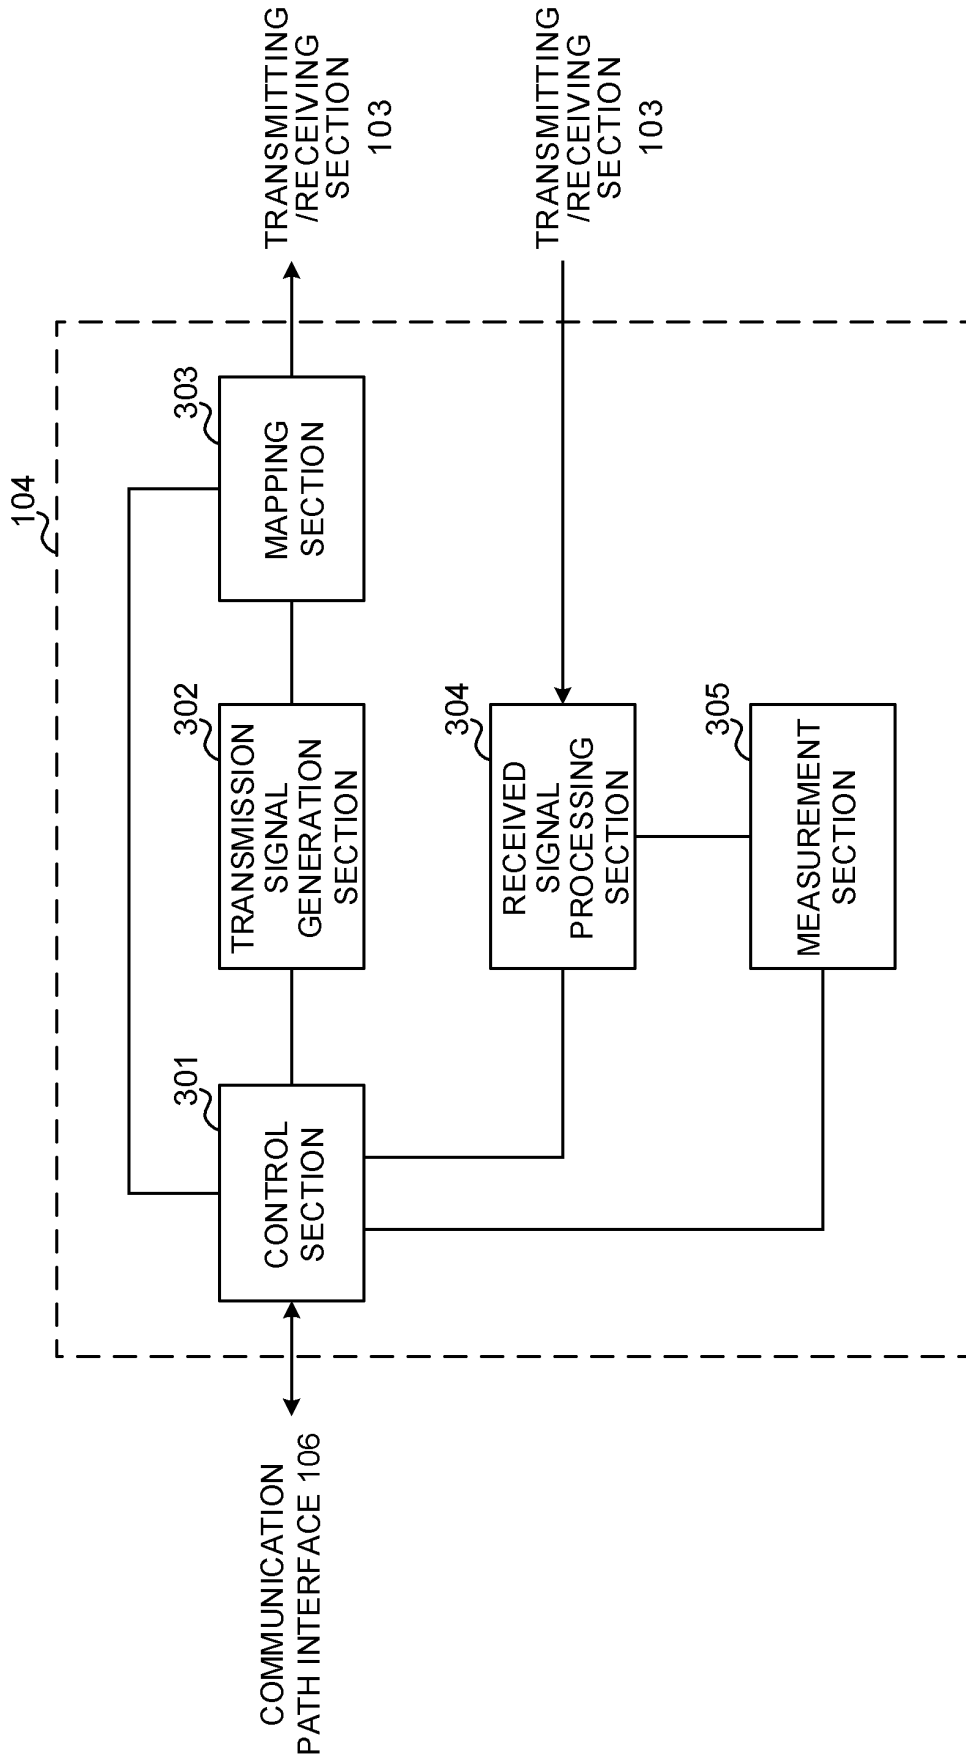 104
COMMUNICATION
PATH INTERFACE 106
301
CONTROL
SECTION
302
TRANSMISSION
SIGNAL
GENERATION
SECTION
303
MAPPING
SECTION
TRANSMITTING
/RECEIVING
SECTION
103
304
RECEIVED
SIGNAL
PROCESSING
SECTION
TRANSMITTING
/RECEIVING
SECTION
103
305
MEASUREMENT
SECTION